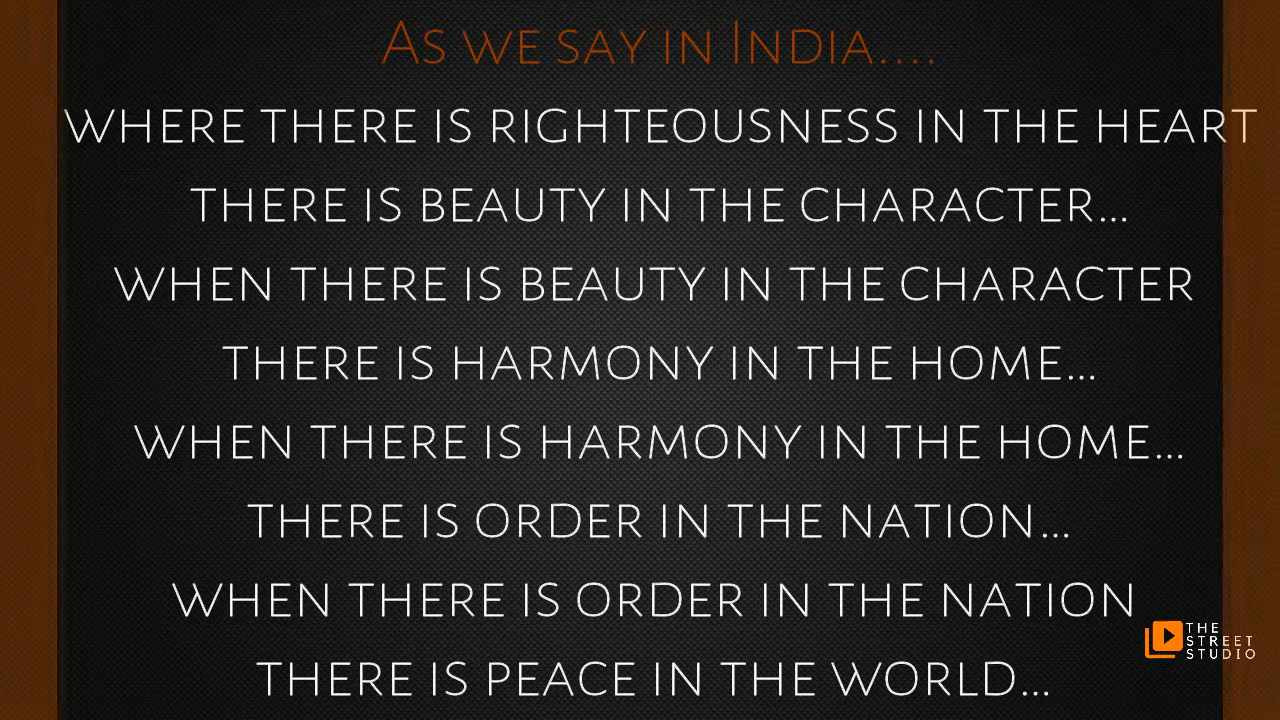 As we say in India....
WHERE THERE IS RIGHTEOUSNESS IN THE HEART
THERE IS BEAUTY IN THE CHARACTER...
WHEN THERE IS BEAUTY IN THE CHARACTER
THERE IS HARMONY IN THE HOME...
WHEN THERE IS HARMONY IN THE HOME...
THERE IS ORDER IN THE NATION...
WHEN THERE IS ORDER IN THE NATION
THERE IS PEACE IN THE WORLD...
THE
STREET
STUDIO